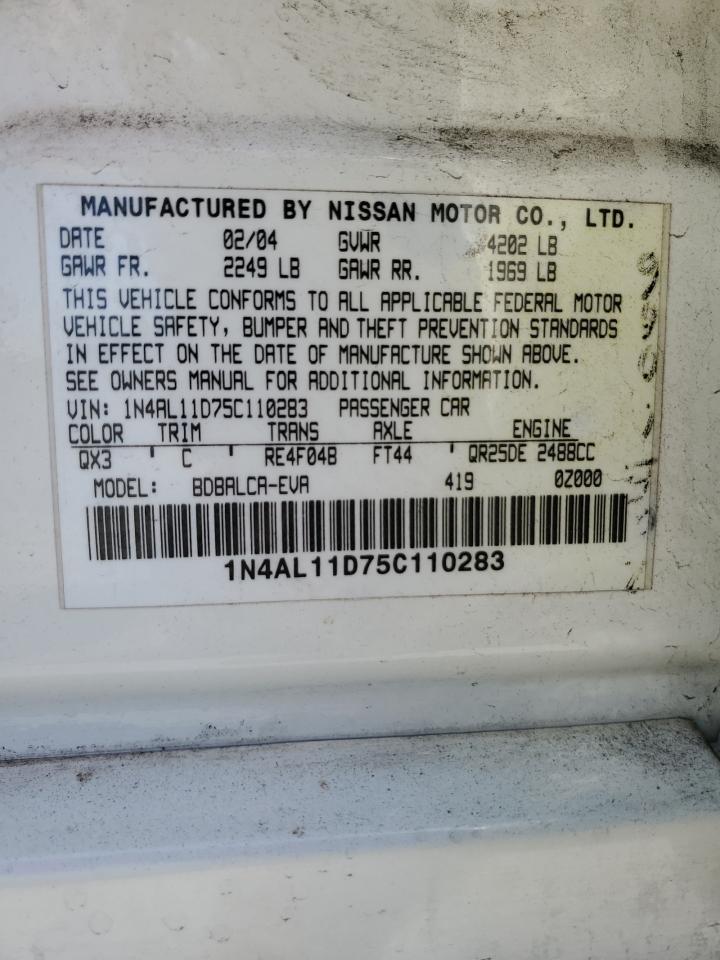 MANUFACTURED BY NISSAN MOTOR CO., LTD.
DATE 02/04 GVWR 4202 LB
GAWR FR. 2249 LB GAWR RR. 1969 LB
THIS VEHICLE CONFORMS TO ALL APPLICABLE FEDERAL MOTOR
VEHICLE SAFETY, BUMPER AND THEFT PREVENTION STANDARDS
IN EFFECT ON THE DATE OF MANUFACTURE SHOWN ABOVE.
SEE OWNERS MANUAL FOR ADDITIONAL INFORMATION.
VIN: 1N4AL11D75C110283 PASSENGER CAR
COLOR TRIM TRANS AXLE ENGINE
QX3 ' C ' RE4F04B FT44 ' QR25DE 2488CC
MODEL: BDBALCA-EVA 419 0Z000
1N4AL11D75C110283